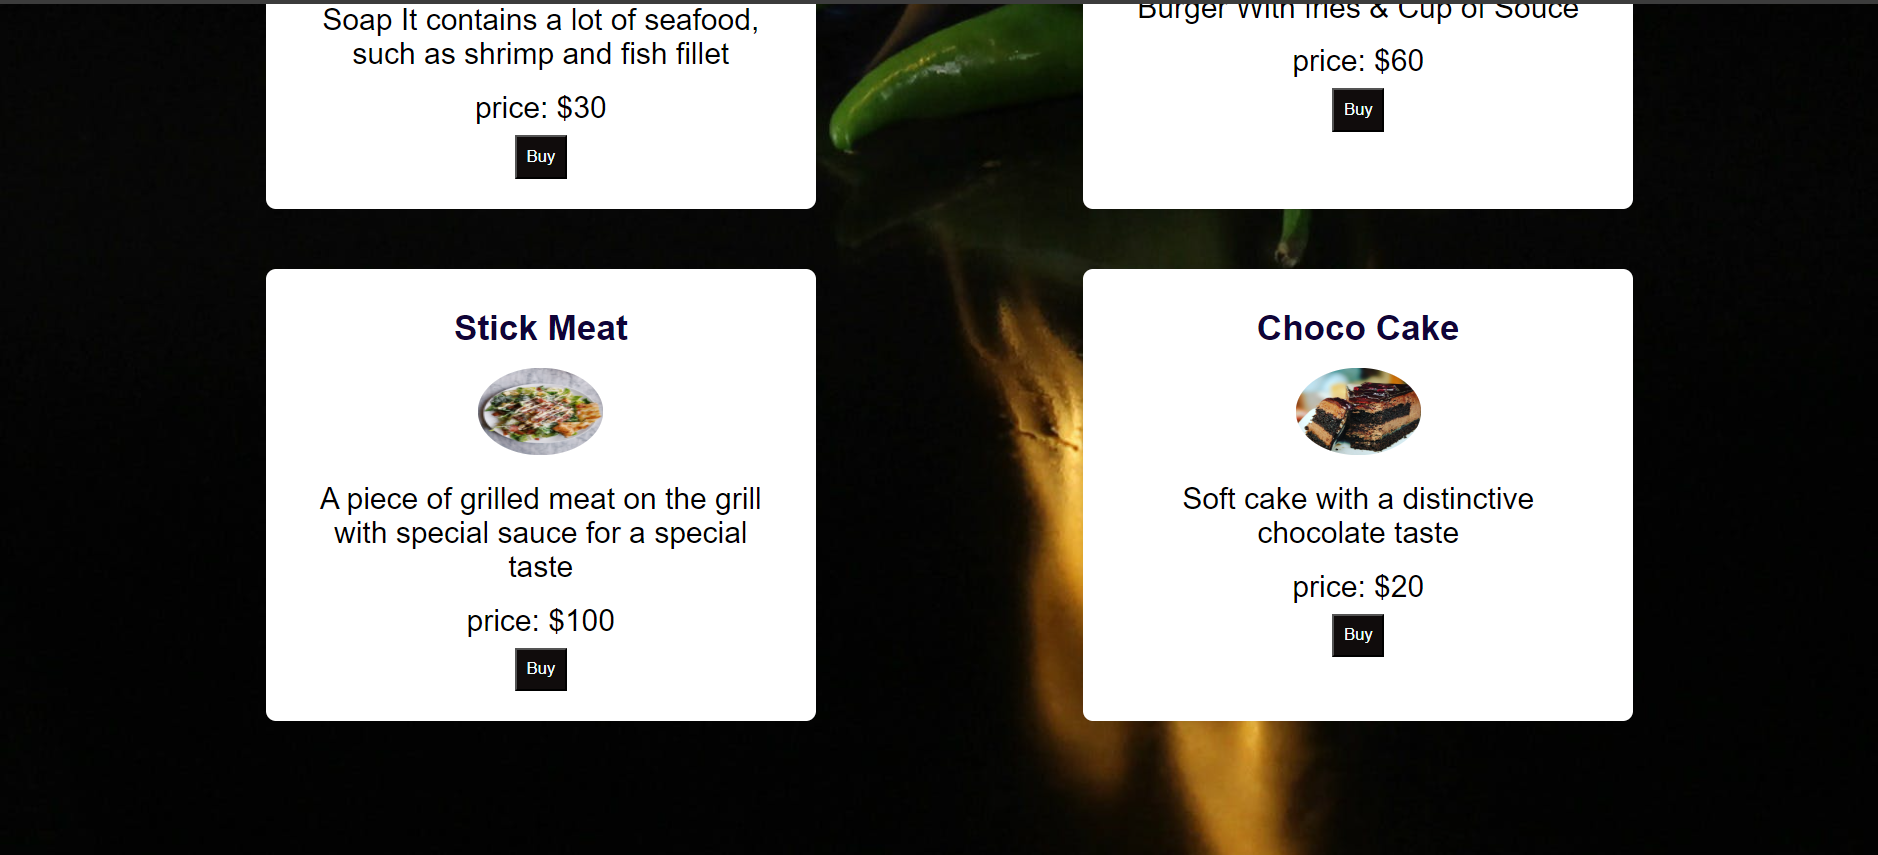 Soap It contains a lot of seafood,
such as shrimp and fish fillet
price: $30
Buy
Burger With fries & Cup of Souce
price: $60
Buy
Stick Meat
A piece of grilled meat on the grill
with special sauce for a special
taste
price: $100
Buy
Choco Cake
Soft cake with a distinctive
chocolate taste
price: $20
Buy